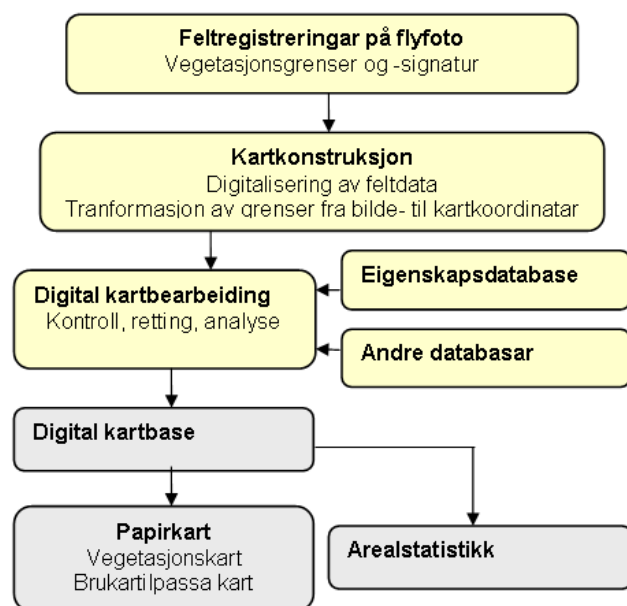 Feltregistreringar på flyfoto
Vegetasjonsgrenser og -signatur
Kartkonstruksjon
Digitalisering av feltdata
Tranformasjon av grenser fra bilde- til kartkoordinatar
Digital kartbearbeiding
Kontroll, retting, analyse
Eigenskapsdatabase
Andre databasar
Digital kartbase
Papirkart
Vegetasjonskart
Brukartilpassa kart
Arealstatistikk